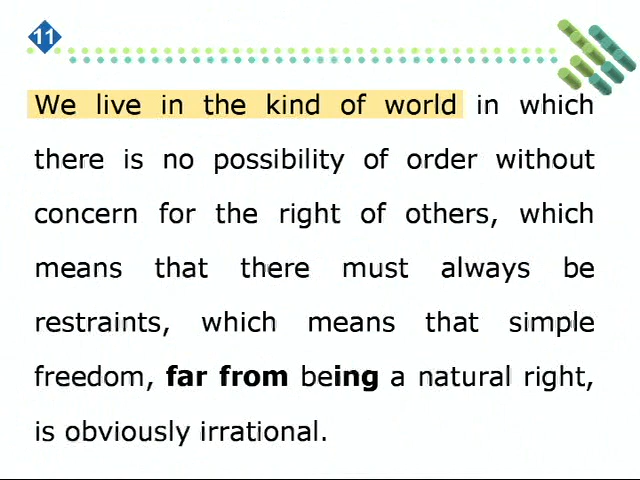 11
We live in the kind of world in which
there is no possibility of order without
concern for the right of others, which
means that there must always be
restraints, which means that simple
freedom, far from being a natural right,
is obviously irrational.